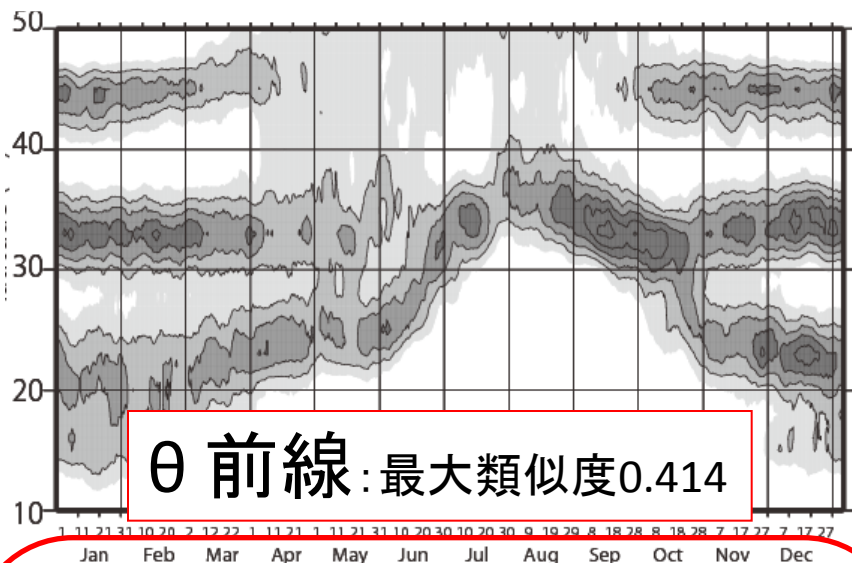 50
40
30
20
10
θ 前線:最大類似度0.414
1 11 21 31 10 20 2 12 22 1 11 21 1 11 21 31 10 20 30 10 20 30 9 19 29 8 18 28 8 18 28 7 17 27 7 17 27
Jan Feb Mar Apr May Jun Jul Aug Sep Oct Nov Dec